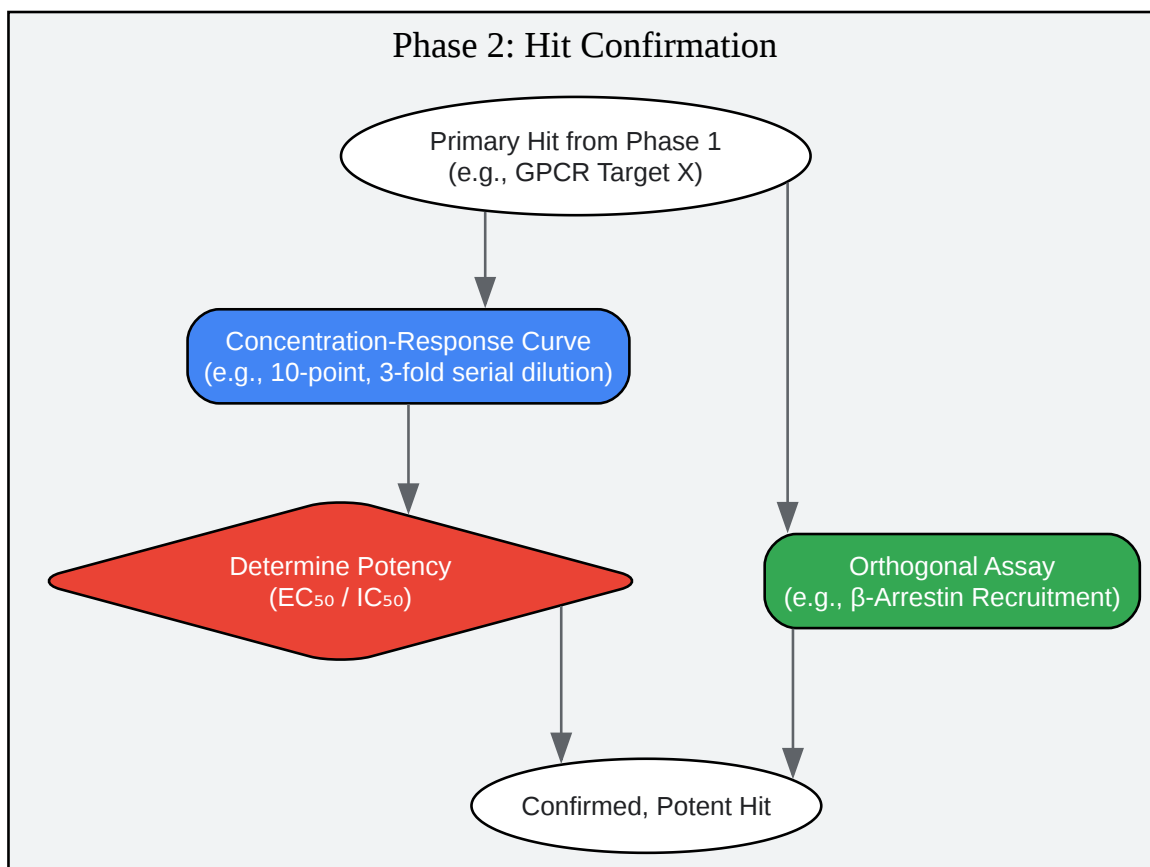 Phase 2: Hit Confirmation
Primary Hit from Phase 1
(e.g., GPCR Target X)
Concentration-Response Curve
(e.g., 10-point, 3-fold serial dilution)
Determine Potency
(EC₅₀ / IC₅₀)
Orthogonal Assay
(e.g., β-Arrestin Recruitment)
Confirmed, Potent Hit